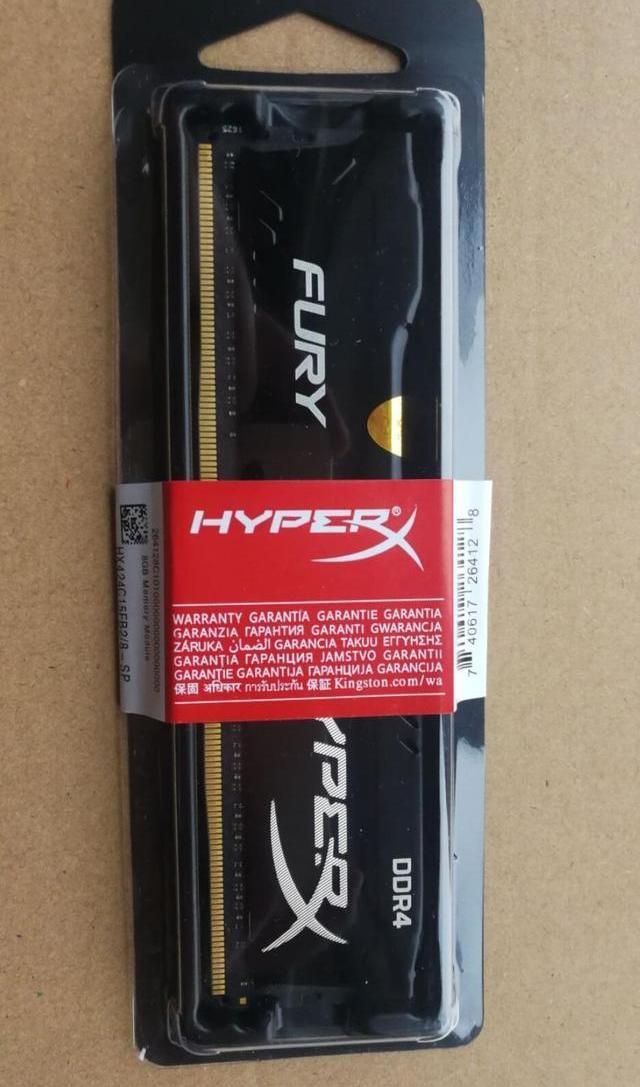 1625
FURY
HYPERX®
WARRANTY GARANTÍA GARANTIE GARANTIA
GARANZIA ГАРАНТИЯ GARANTI GWARANCJA
ZÁRUKA الضمان GARANCIA TAKUU ΕΓΓΥΗΣΗΣ
GARANȚIA ГАРАНЦИЯ JAMSTVO GARANTII
GARANTIE GARANTIJA ГАРАНЦИЈА GARANCIJA
保固 अधिकार การรับประกัน 保証 Kingston.com/wa
8GB Memory Module
7 40617 26412 8
HYPERX
DDR4